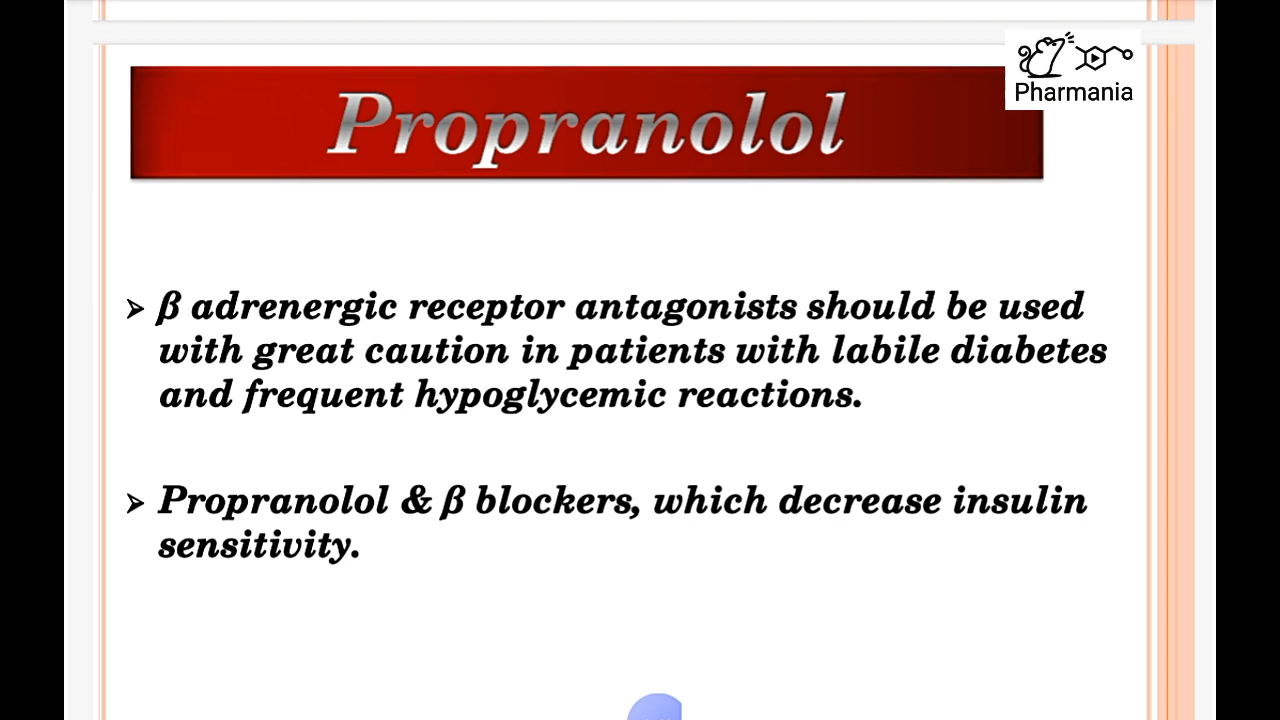 Pharmania
Propranolol
➢ β adrenergic receptor antagonists should be used
with great caution in patients with labile diabetes
and frequent hypoglycemic reactions.
➢ Propranolol & β blockers, which decrease insulin
sensitivity.